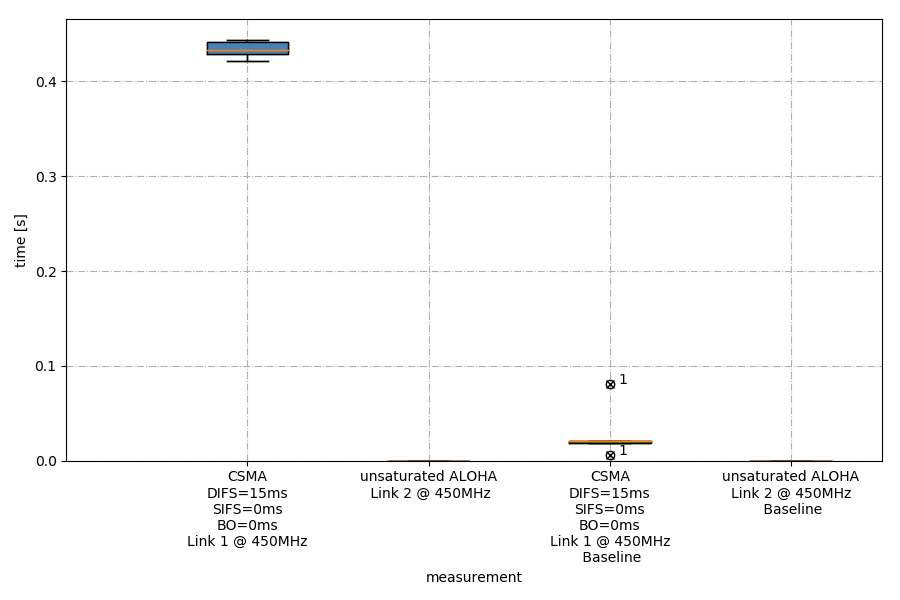 0.4
0.3
0.2
0.1
0.0
time [s]
1
1
CSMA
DIFS=15ms
SIFS=0ms
BO=0ms
Link 1 @ 450MHz
unsaturated ALOHA
Link 2 @ 450MHz
CSMA
DIFS=15ms
SIFS=0ms
BO=0ms
Link 1 @ 450MHz
Baseline
unsaturated ALOHA
Link 2 @ 450MHz
Baseline
measurement